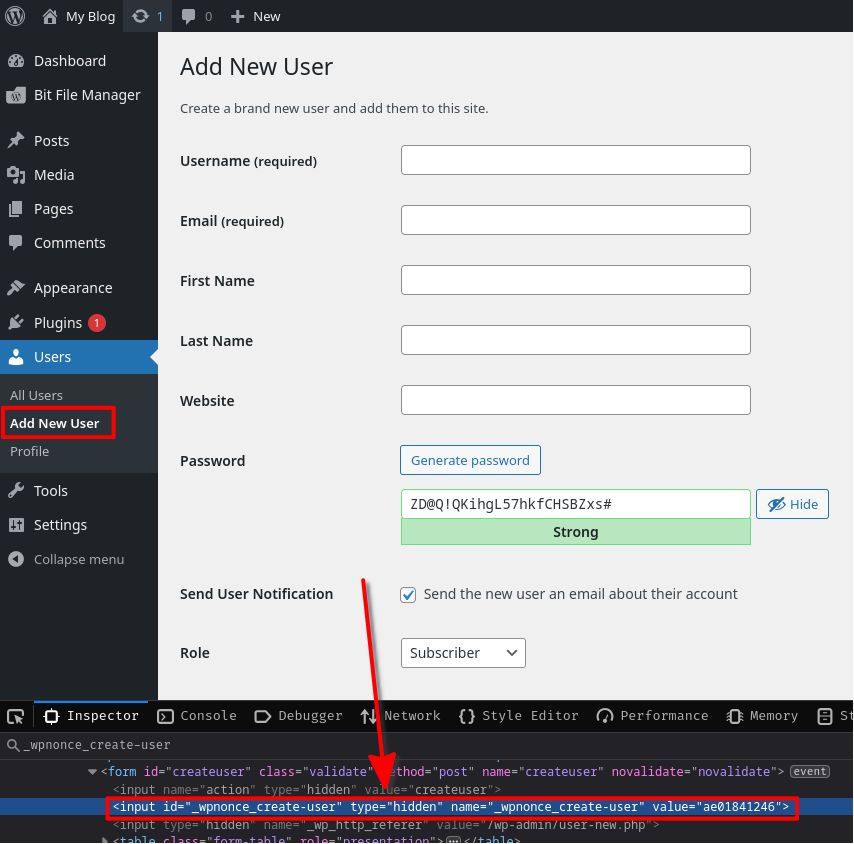 My Blog 1 0 New
Dashboard
Bit File Manager
Posts
Media
Pages
Comments
Appearance
Plugins 1
Users
All Users
Add New User
Profile
Tools
Settings
Collapse menu
Add New User
Create a brand new user and add them to this site.
Username (required)
Email (required)
First Name
Last Name
Website
Password Generate password
ZD@Q!QKihgL57hkfCHSBZxs# Hide
Strong
Send User Notification Send the new user an email about their account
Role Subscriber
Inspector Console Debugger Network Style Editor Performance Memory St
_wpnonce_create-user
<form id="createuser" class="validate" method="post" name="createuser" novalidate="novalidate"> event
<input name="action" type="hidden" value="createuser">
<input id="_wpnonce_create-user" type="hidden" name="_wpnonce_create-user" value="ae01841246">
<input type="hidden" name="_wp_http_referer" value="/wp-admin/user-new.php">
<table class="form-table" role="presentation"> </table>